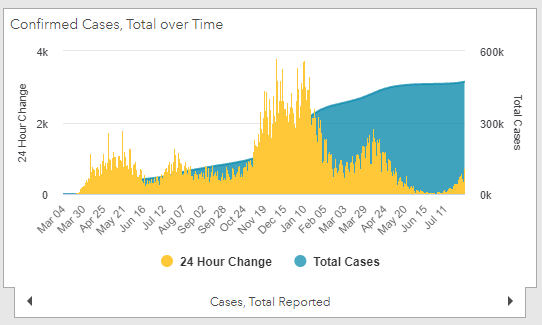 Confirmed Cases, Total over Time
4k
2k
0
24 Hour Change
600k
300k
0k
Total Cases
Mar 04
Mar 30
Apr 25
May 21
Jun 16
Jul 12
Aug 07
Sep 02
Sep 28
Oct 24
Nov 19
Dec 15
Jan 10
Feb 05
Mar 03
Mar 29
Apr 24
May 20
Jun 15
Jul 11
24 Hour Change
Total Cases
Cases, Total Reported